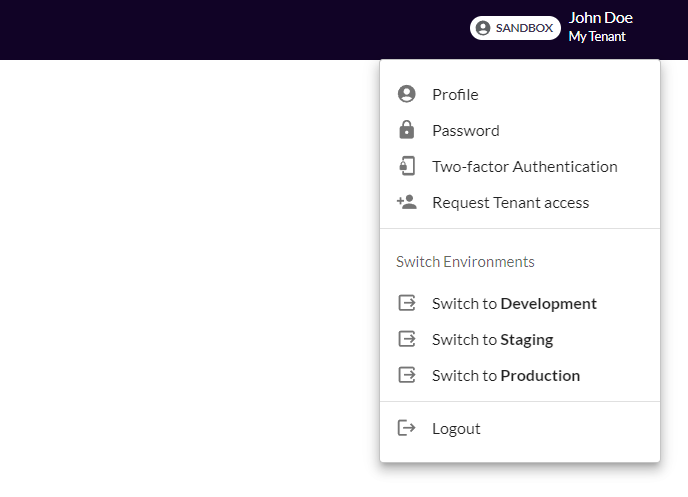 SANDBOX
John Doe
My Tenant
Profile
Password
Two-factor Authentication
Request Tenant access
Switch Environments
Switch to Development
Switch to Staging
Switch to Production
Logout